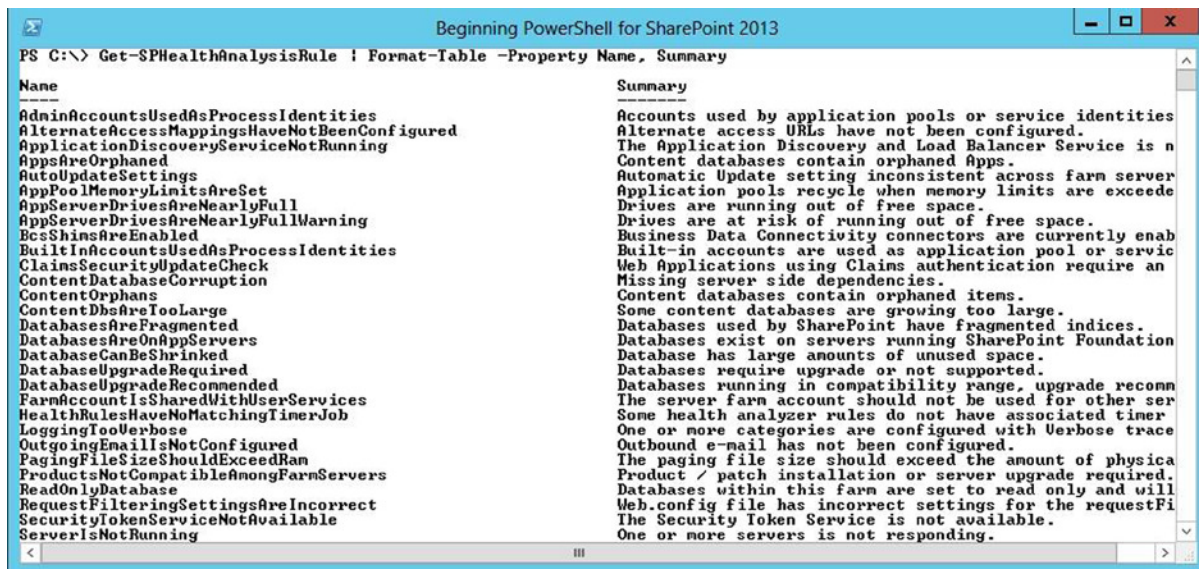 Beginning PowerShell for SharePoint 2013
PS C:\> Get-SPHealthAnalysisRule | Format-Table -Property Name, Summary
Name Summary
---- -------
AdminAccountsUsedAsProcessIdentities Accounts used by application pools or service identities
AlternateAccessMappingsHaveNotBeenConfigured Alternate access URLs have not been configured.
ApplicationDiscoveryServiceNotRunning The Application Discovery and Load Balancer Service is n
AppsAreOrphaned Content databases contain orphaned Apps.
AutoUpdateSettings Automatic Update setting inconsistent across farm server
AppPoolMemoryLimitsAreSet Application pools recycle when memory limits are exceede
AppServerDrivesAreNearlyFull Drives are running out of free space.
AppServerDrivesAreNearlyFullWarning Drives are at risk of running out of free space.
BcsShimsAreEnabled Business Data Connectivity connectors are currently enab
BuiltInAccountsUsedAsProcessIdentities Built-in accounts are used as application pool or servic
ClaimsSecurityUpdateCheck Web Applications using Claims authentication require an
ContentDatabaseCorruption Missing server side dependencies.
ContentOrphans Content databases contain orphaned items.
ContentDbsAreTooLarge Some content databases are growing too large.
DatabasesAreFragmented Databases used by SharePoint have fragmented indices.
DatabasesAreOnAppServers Databases exist on servers running SharePoint Foundation
DatabaseCanBeShrinked Database has large amounts of unused space.
DatabaseUpgradeRequired Databases require upgrade or not supported.
DatabaseUpgradeRecommended Databases running in compatibility range, upgrade recomm
FarmAccountIsSharedWithUserServices The server farm account should not be used for other ser
HealthRulesHaveNoMatchingTimerJob Some health analyzer rules do not have associated timer
LoggingTooVerbose One or more categories are configured with Verbose trace
OutgoingEmailIsNotConfigured Outbound e-mail has not been configured.
PagingFileSizeShouldExceedRam The paging file size should exceed the amount of physica
ProductsNotCompatibleAmongFarmServers Product / patch installation or server upgrade required.
ReadOnlyDatabase Databases within this farm are set to read only and will
RequestFilteringSettingsAreIncorrect Web.config file has incorrect settings for the requestFi
SecurityTokenServiceNotAvailable The Security Token Service is not available.
ServerIsNotRunning One or more servers is not responding.